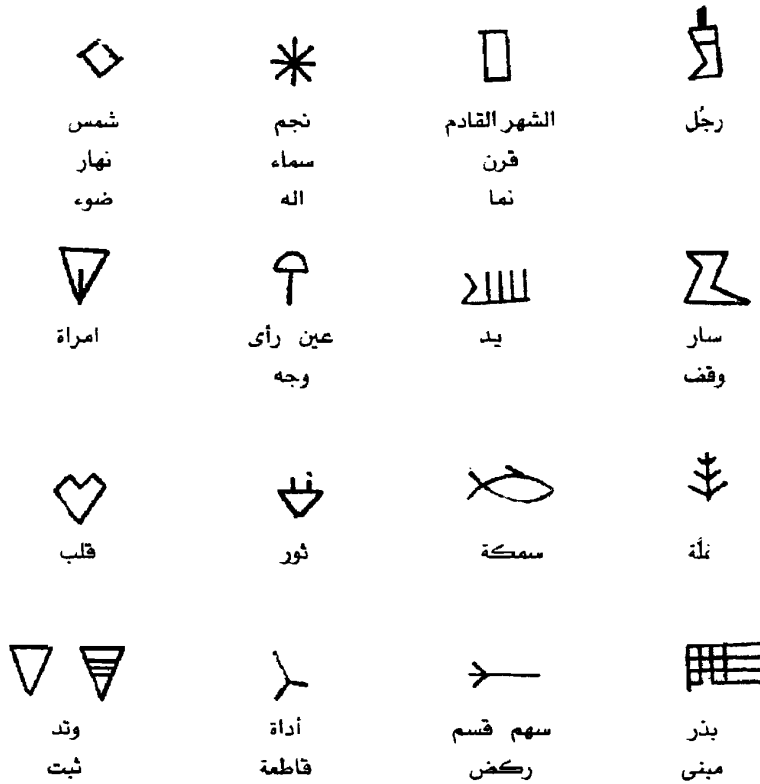 رجُل
الشهر القادم
قرن
نما
نجم
سماء
اله
شمس
نهار
ضوء
سار
وقف
يد
عين رأى
وجه
امراة
غلَّة
سمكة
ثور
قلب
بذر
مبنى
سهم قسم
ركض
أداة
قاطعة
وتد
ثبت